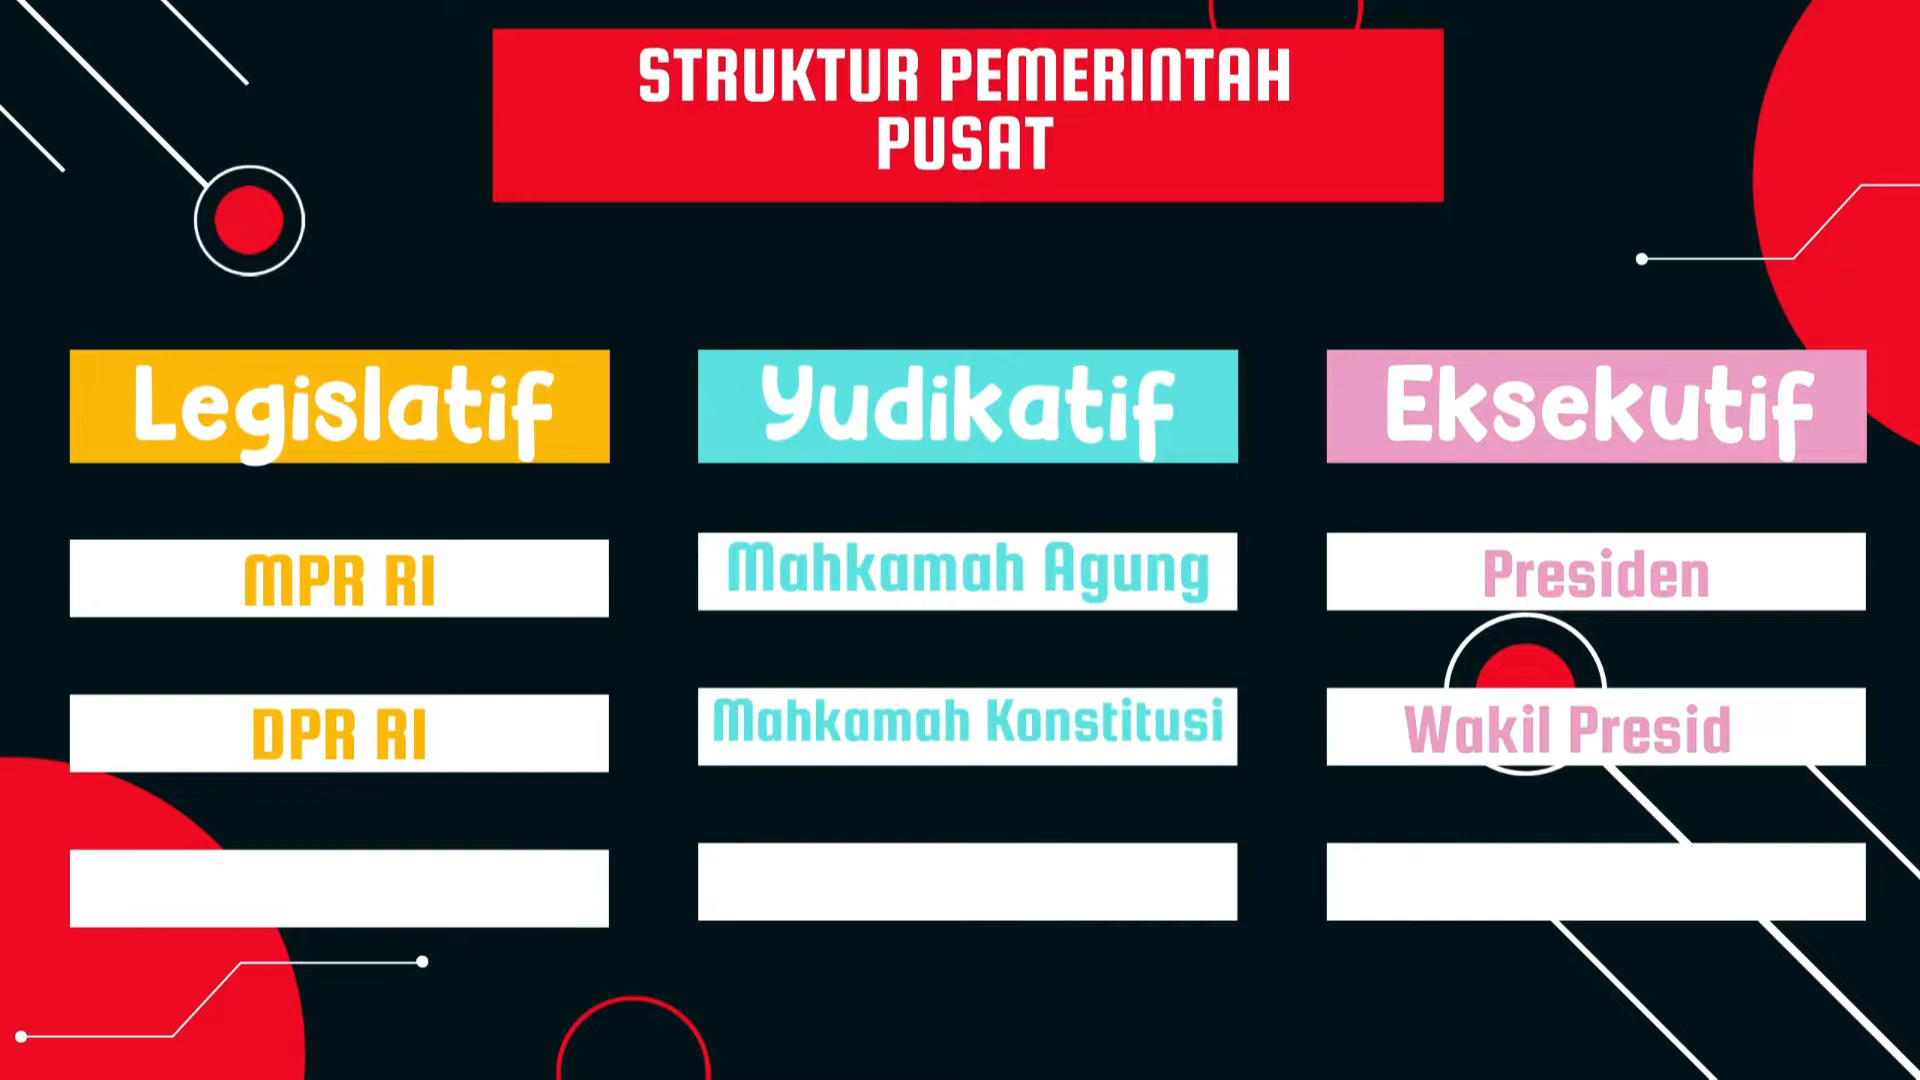 STRUKTUR PEMERINTAH
PUSAT
Legislatif
Yudikatif
Eksekutif
MPR RI
Mahkamah Agung
Presiden
DPR RI
Mahkamah Konstitusi
Wakil Presid